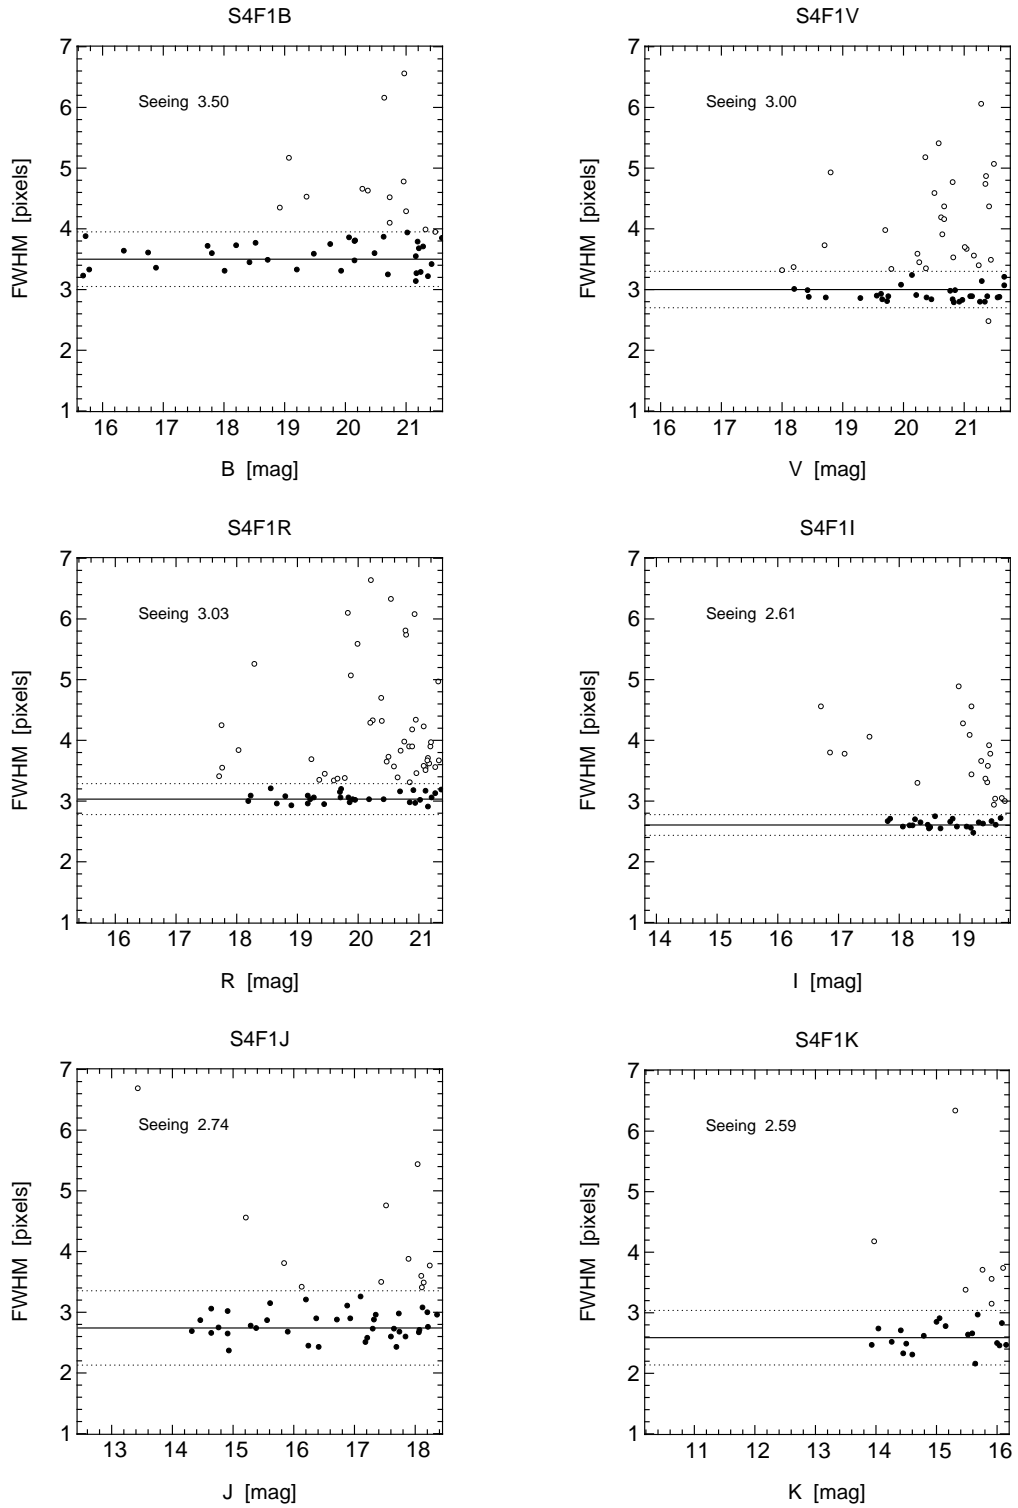 S4F1B
7
6
5
4
3
2
1
FWHM [pixels]
Seeing 3.50
16 17 18 19 20 21
B [mag]
S4F1V
7
6
5
4
3
2
1
FWHM [pixels]
Seeing 3.00
16 17 18 19 20 21
V [mag]
S4F1R
7
6
5
4
3
2
1
FWHM [pixels]
Seeing 3.03
16 17 18 19 20 21
R [mag]
S4F1I
7
6
5
4
3
2
1
FWHM [pixels]
Seeing 2.61
14 15 16 17 18 19
I [mag]
S4F1J
7
6
5
4
3
2
1
FWHM [pixels]
Seeing 2.74
13 14 15 16 17 18
J [mag]
S4F1K
7
6
5
4
3
2
1
FWHM [pixels]
Seeing 2.59
11 12 13 14 15 16
K [mag]